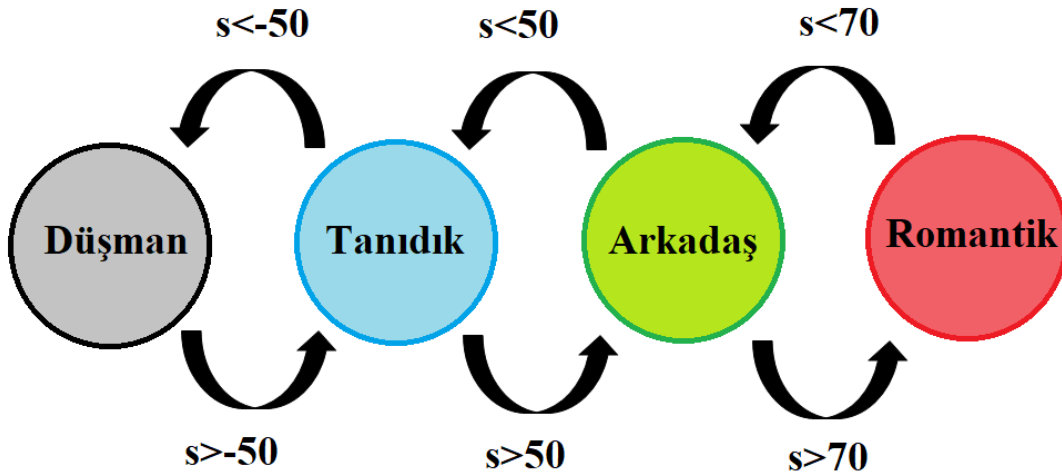 s<-50
s<50
s<70
Düşman
Tanıdık
Arkadaş
Romantik
s>-50
s>50
s>70